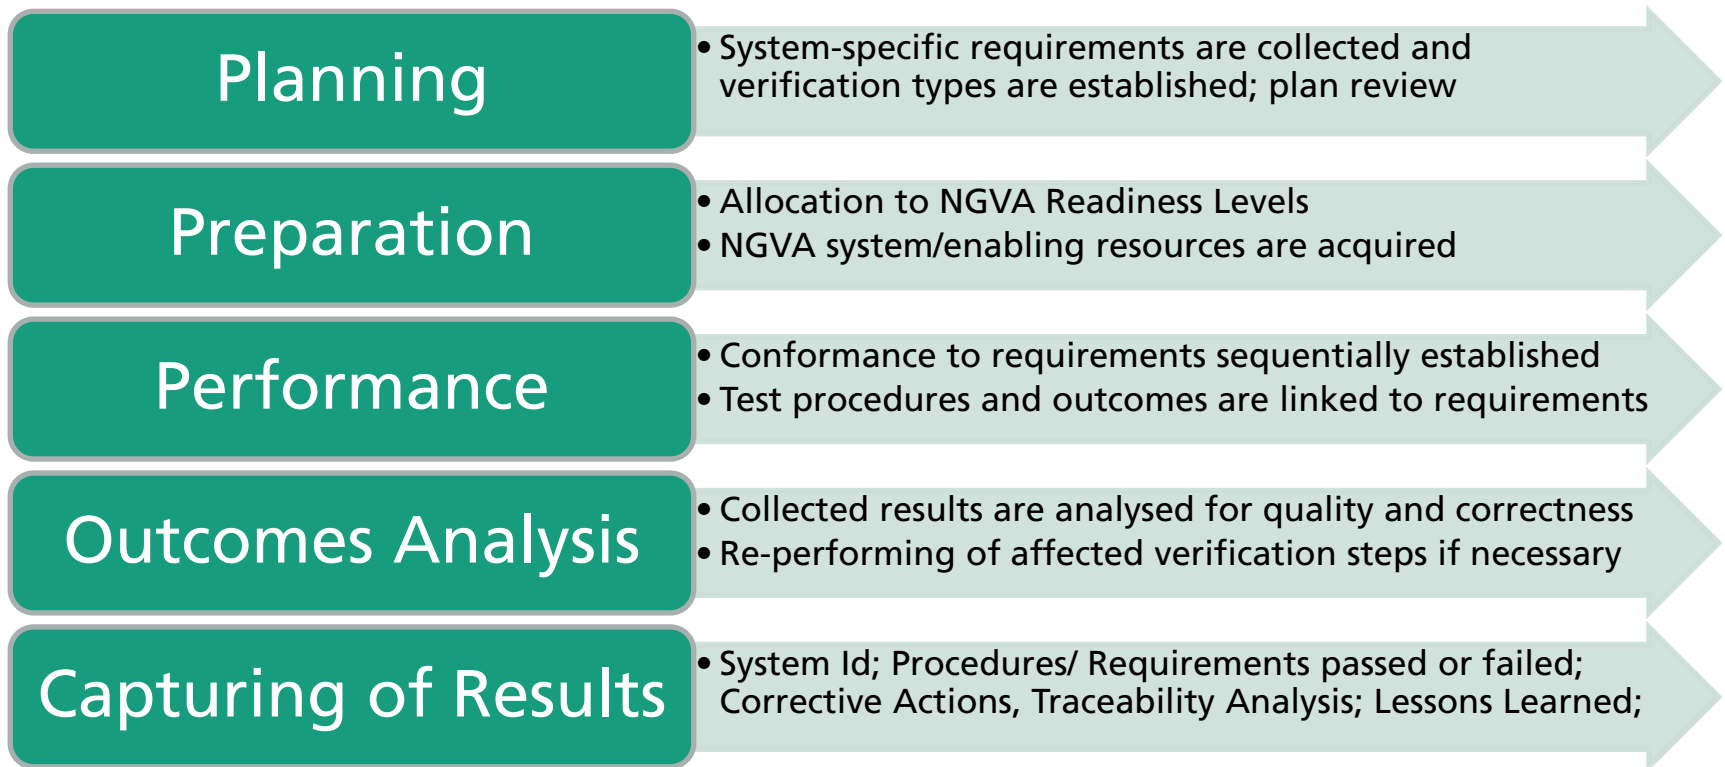 Planning
• System-specific requirements are collected and
verification types are established; plan review
Preparation
• Allocation to NGVA Readiness Levels
• NGVA system/enabling resources are acquired
Performance
• Conformance to requirements sequentially established
• Test procedures and outcomes are linked to requirements
Outcomes Analysis
• Collected results are analysed for quality and correctness
• Re-performing of affected verification steps if necessary
Capturing of Results
• System Id; Procedures/ Requirements passed or failed;
Corrective Actions, Traceability Analysis; Lessons Learned;